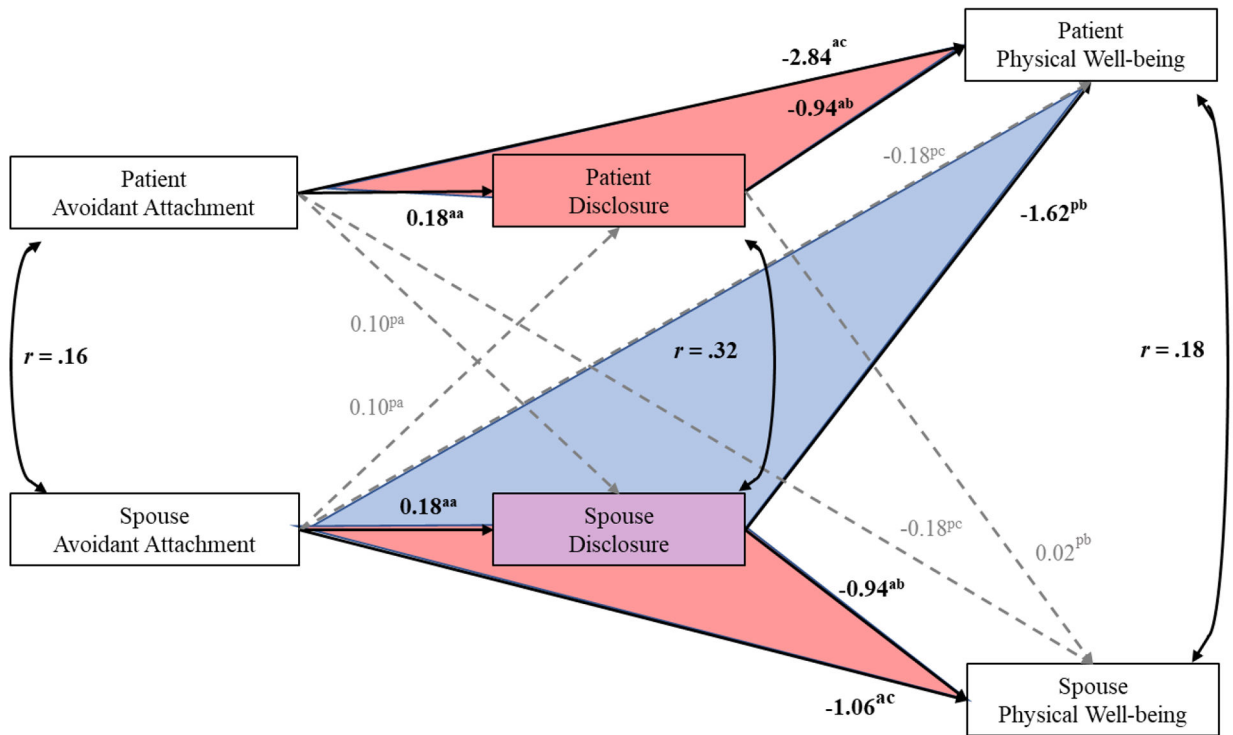 Patient
Physical Well-being
-2.84ac
-0.94ab
Patient
Avoidant Attachment
Patient
Disclosure
-0.18pc
0.18aa
-1.62pb
0.10pa
r = .16
r = .32
r = .18
0.10pa
0.18aa
Spouse
Avoidant Attachment
Spouse
Disclosure
-0.18pc
0.02pb
-0.94ab
-1.06ac
Spouse
Physical Well-being